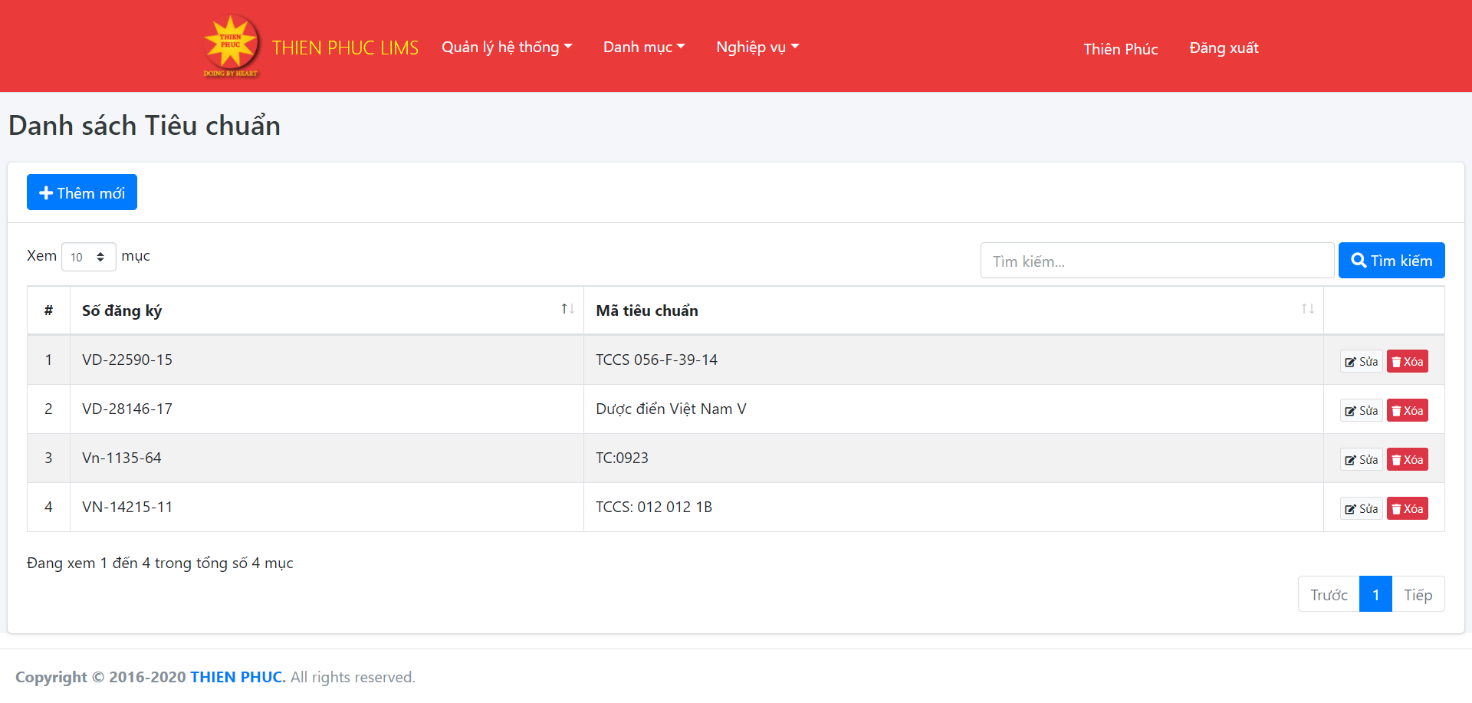 THIEN
PHUC
DOING BY HEART
THIEN PHUC LIMS Quản lý hệ thống Danh mục Nghiệp vụ Thiên Phúc Đăng xuất
Danh sách Tiêu chuẩn
Thêm mới
Xem 10 mục Tìm kiếm... Tìm kiếm
# Số đăng ký Mã tiêu chuẩn
1 VD-22590-15 TCCS 056-F-39-14 Sửa Xóa
2 VD-28146-17 Dược điển Việt Nam V Sửa Xóa
3 Vn-1135-64 TC:0923 Sửa Xóa
4 VN-14215-11 TCCS: 012 012 1B Sửa Xóa
Đang xem 1 đến 4 trong tổng số 4 mục
Trước 1 Tiếp
Copyright © 2016-2020 THIEN PHUC. All rights reserved.